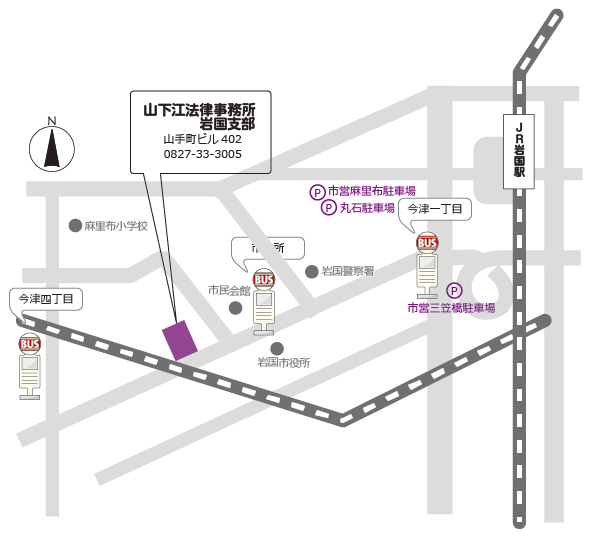 N
山下江法律事務所
岩国支部
山手町ビル 402
0827-33-3005
JR岩国駅
P 市営麻里布駐車場
P 丸石駐車場
今津一丁目
麻里布小学校
BUS
岩国警察署
BUS
市民会館
P
市営三笠橋駐車場
今津四丁目
BUS
岩国市役所